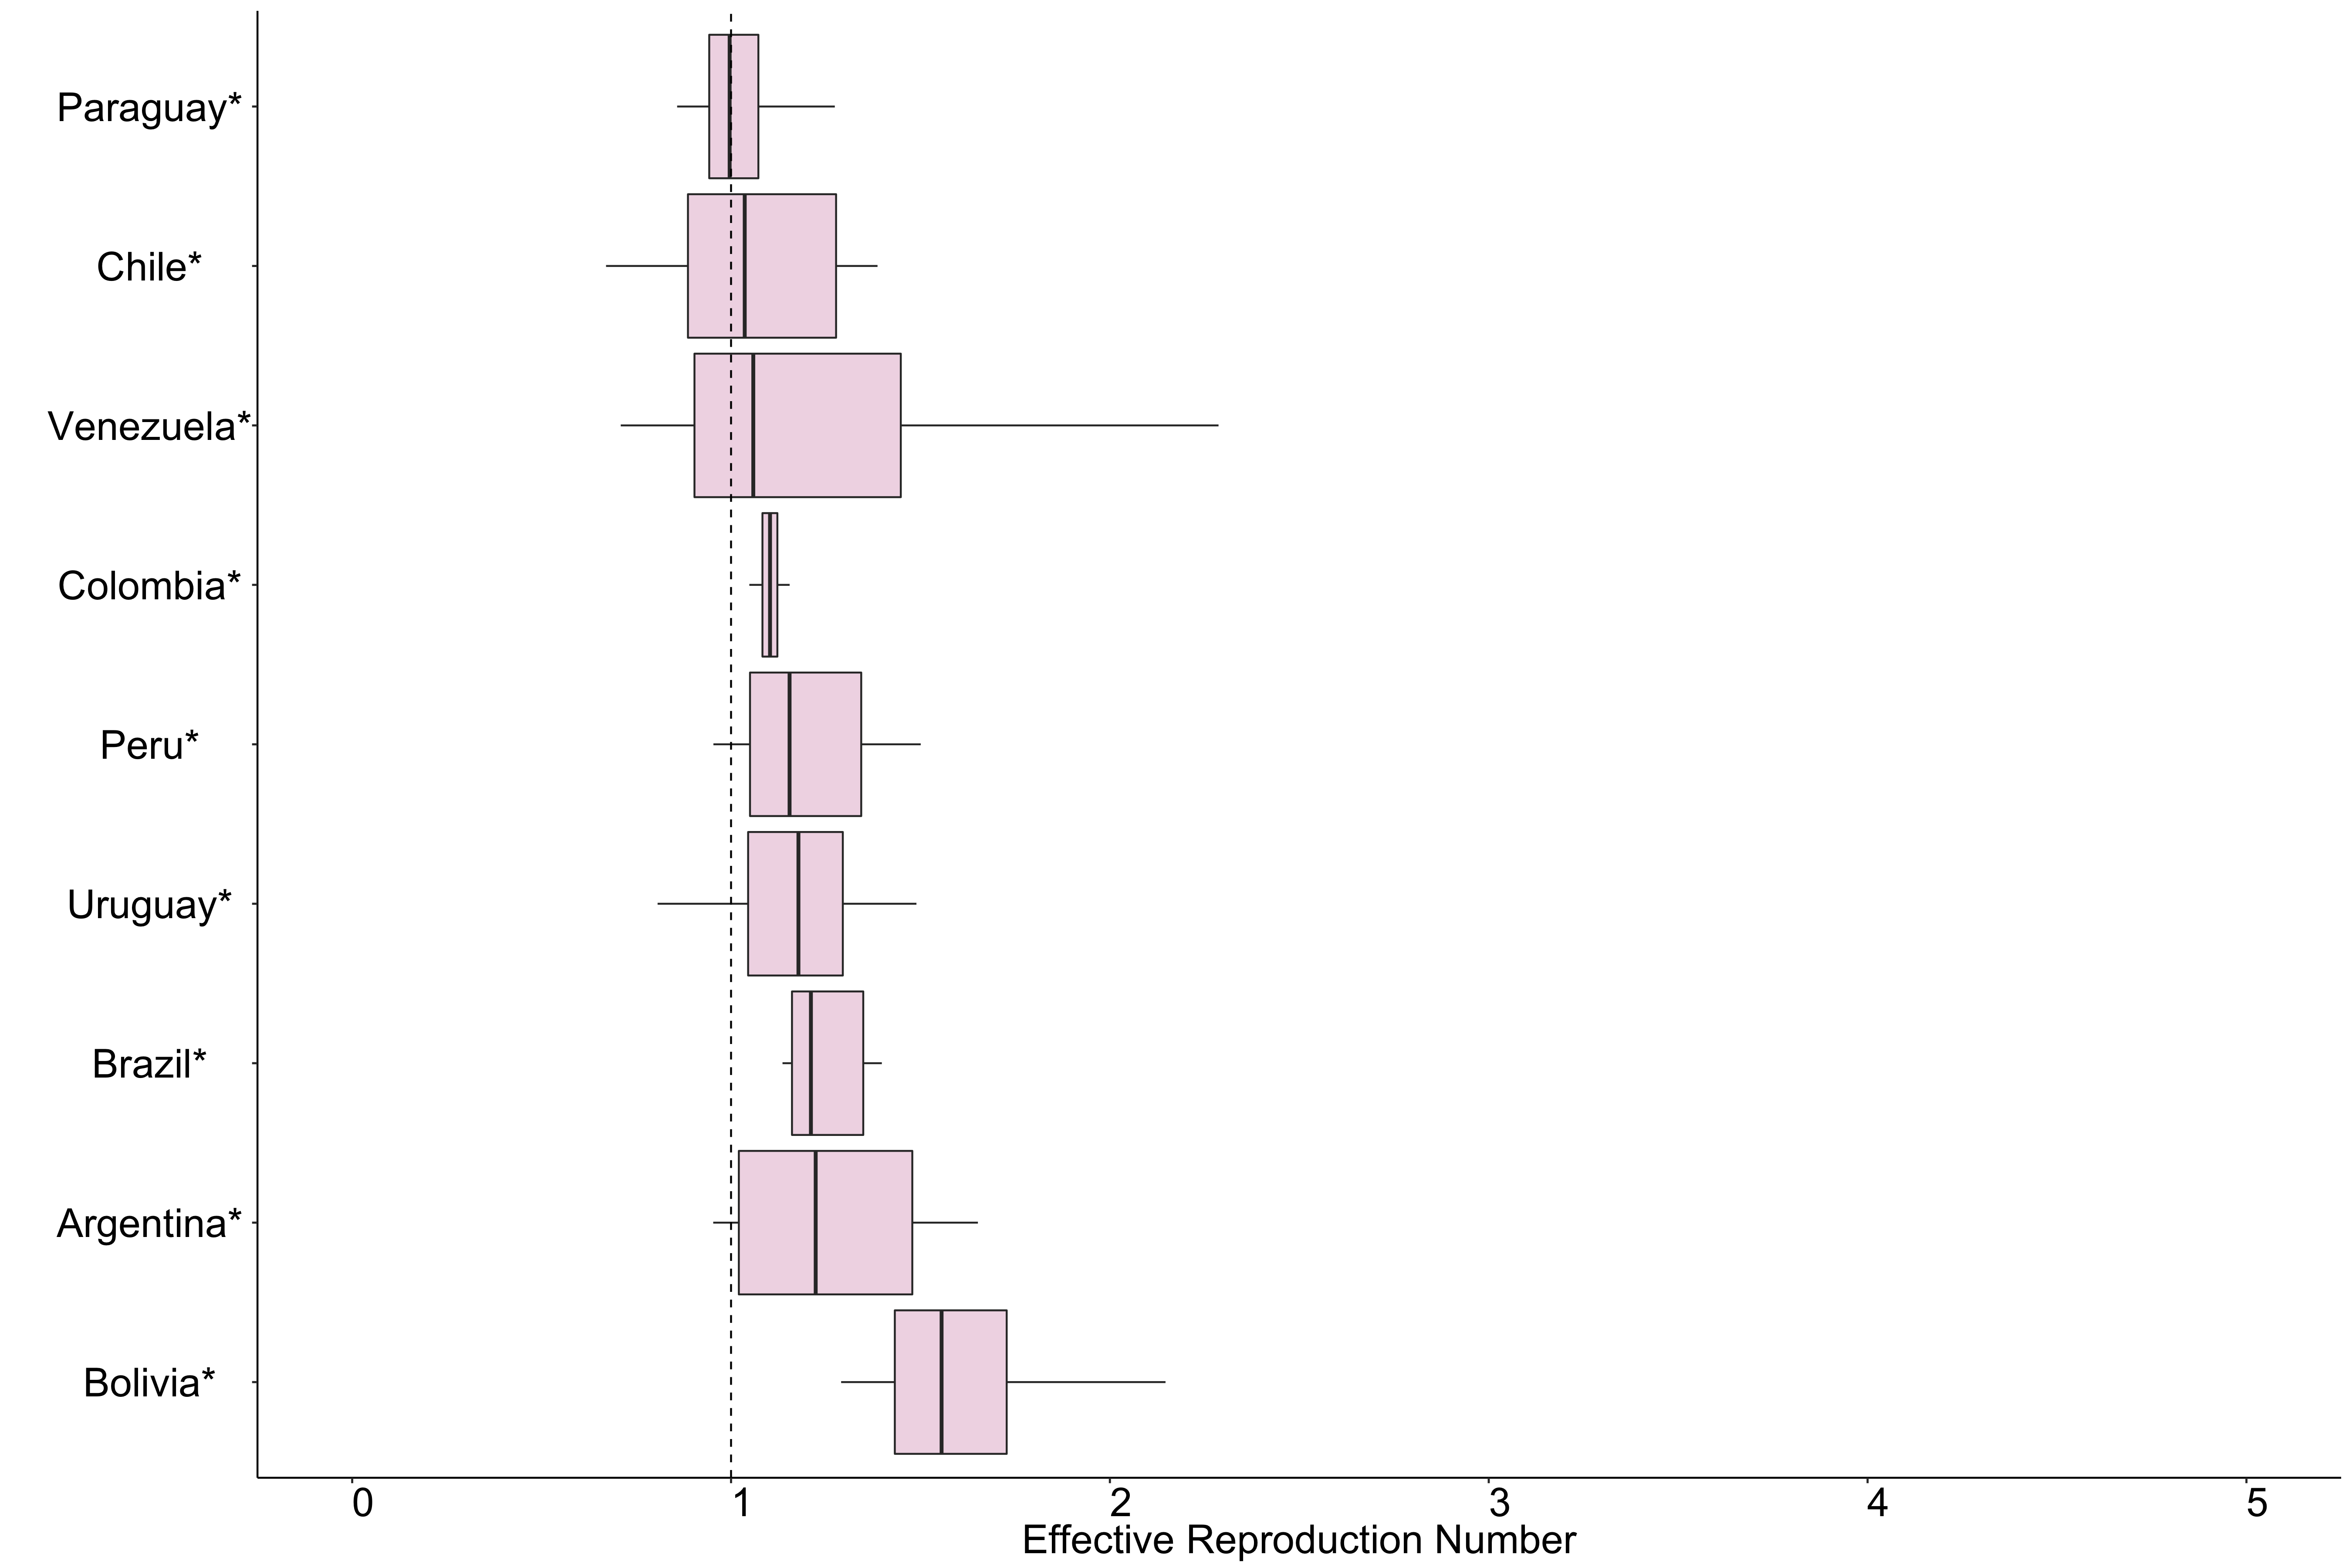 Paraguay*
Chile*
Venezuela*
Colombia*
Peru*
Uruguay*
Brazil*
Argentina*
Bolivia*
0 1 2 3 4 5
Effective Reproduction Number